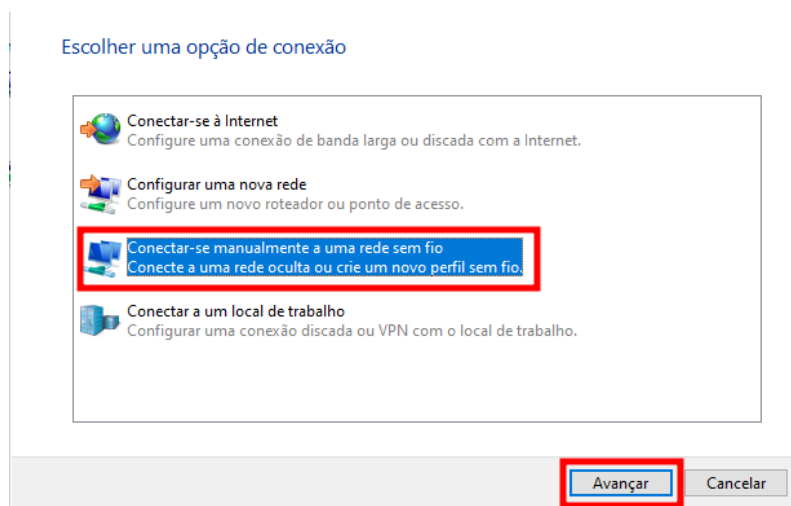 Escolher uma opção de conexão
Conectar-se à Internet
Configure uma conexão de banda larga ou discada com a Internet.
Configurar uma nova rede
Configure um novo roteador ou ponto de acesso.
Conectar-se manualmente a uma rede sem fio
Conecte a uma rede oculta ou crie um novo perfil sem fio.
Conectar a um local de trabalho
Configurar uma conexão discada ou VPN com o local de trabalho.
Avançar Cancelar